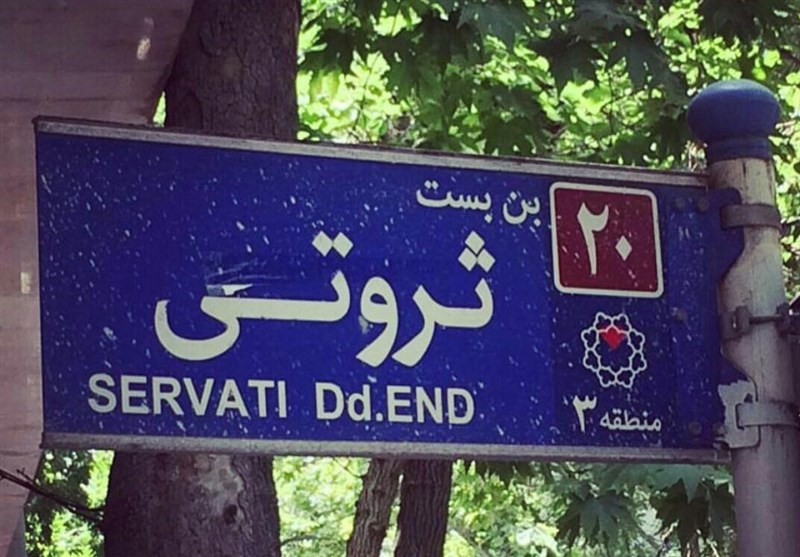 بن بست
۲۰
ثروتی
SERVATI Dd.END
منطقه ۳